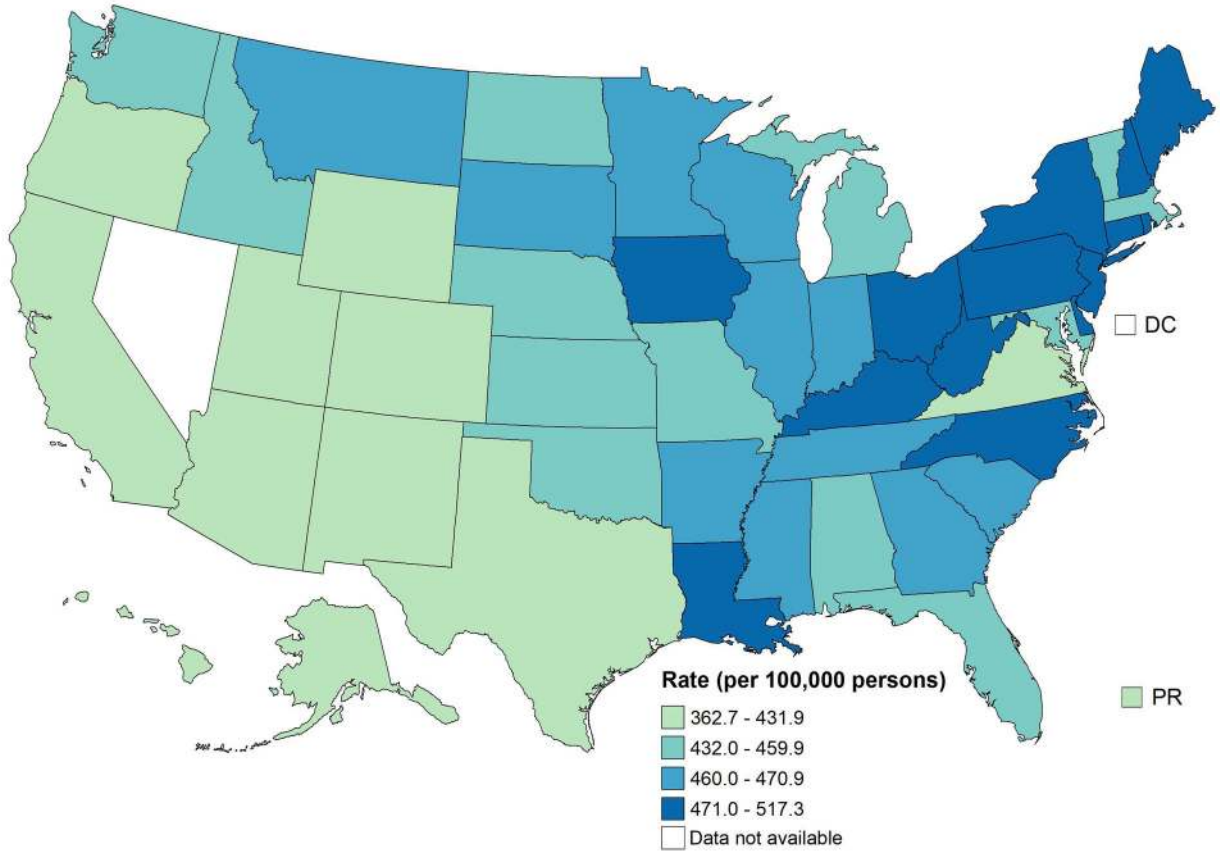 DC
PR
Rate (per 100,000 persons)
362.7 - 431.9
432.0 - 459.9
460.0 - 470.9
471.0 - 517.3
Data not available